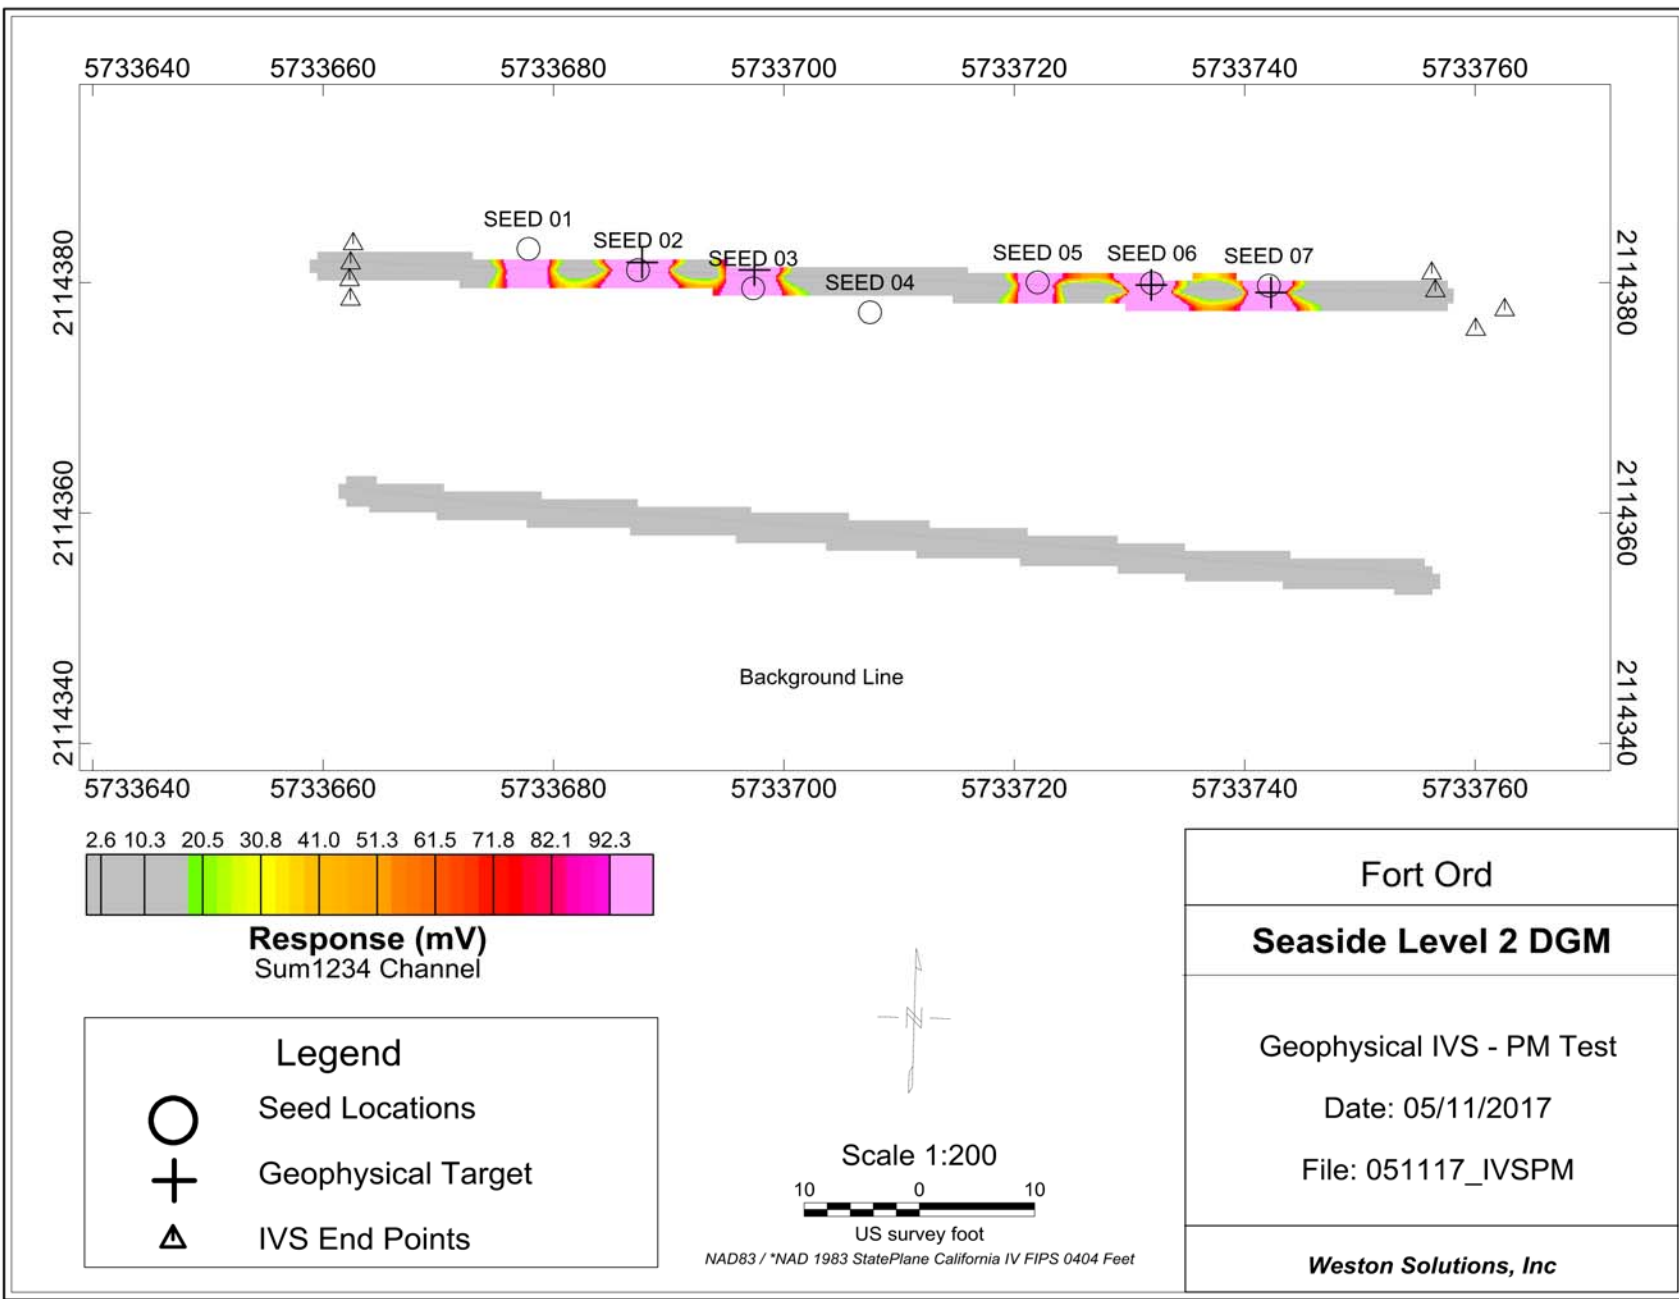 5733640 5733660 5733680 5733700 5733720 5733740 5733760
2114380
2114360
2114340
2114380
2114360
2114340
SEED 01
SEED 02
SEED 03
SEED 04
SEED 05
SEED 06
SEED 07
Background Line
5733640 5733660 5733680 5733700 5733720 5733740 5733760
2.6 10.3 20.5 30.8 41.0 51.3 61.5 71.8 82.1 92.3
Response (mV)
Sum1234 Channel
Legend
Seed Locations
Geophysical Target
IVS End Points
N
Scale 1:200
10 0 10
US survey foot
NAD83 / *NAD 1983 StatePlane California IV FIPS 0404 Feet
Fort Ord
Seaside Level 2 DGM
Geophysical IVS - PM Test
Date: 05/11/2017
File: 051117_IVSPM
Weston Solutions, Inc